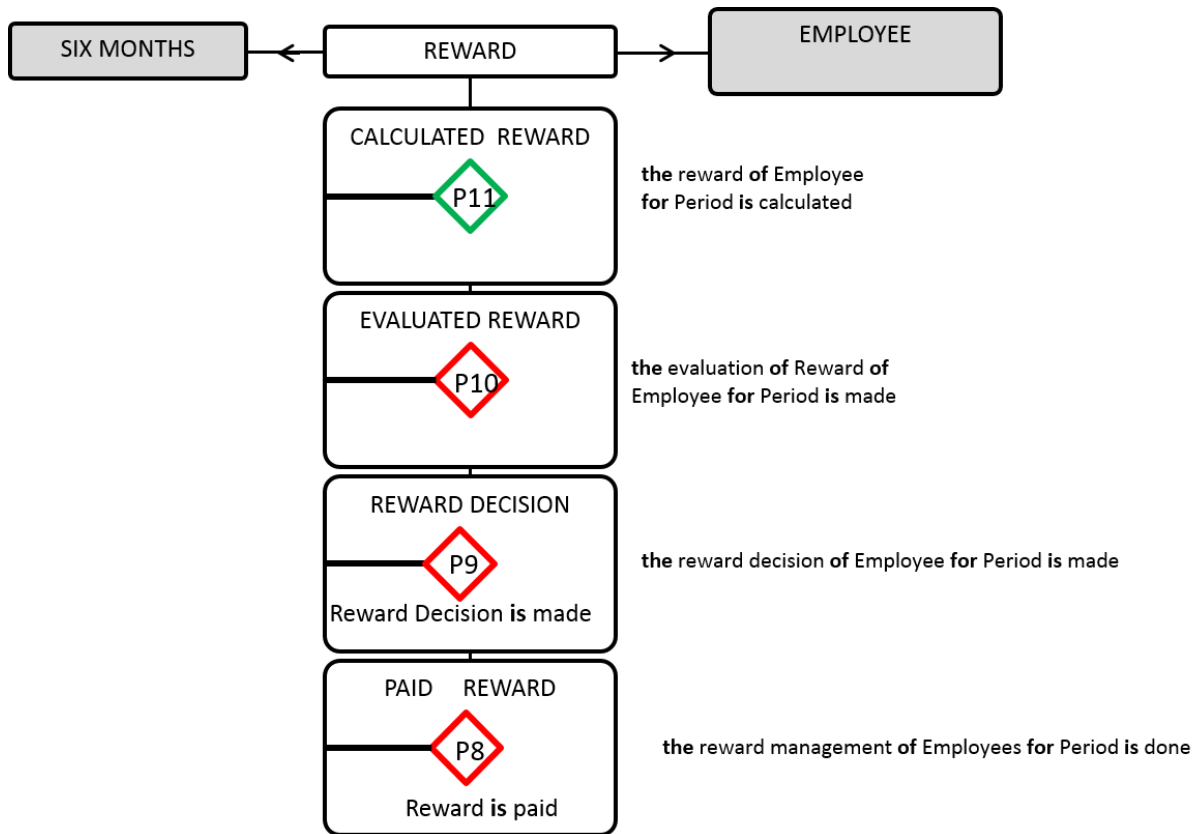 SIX MONTHS
REWARD
EMPLOYEE
CALCULATED REWARD
P11
the reward of Employee
for Period is calculated
EVALUATED REWARD
P10
the evaluation of Reward of
Employee for Period is made
REWARD DECISION
P9
Reward Decision is made
the reward decision of Employee for Period is made
PAID REWARD
P8
Reward is paid
the reward management of Employees for Period is done